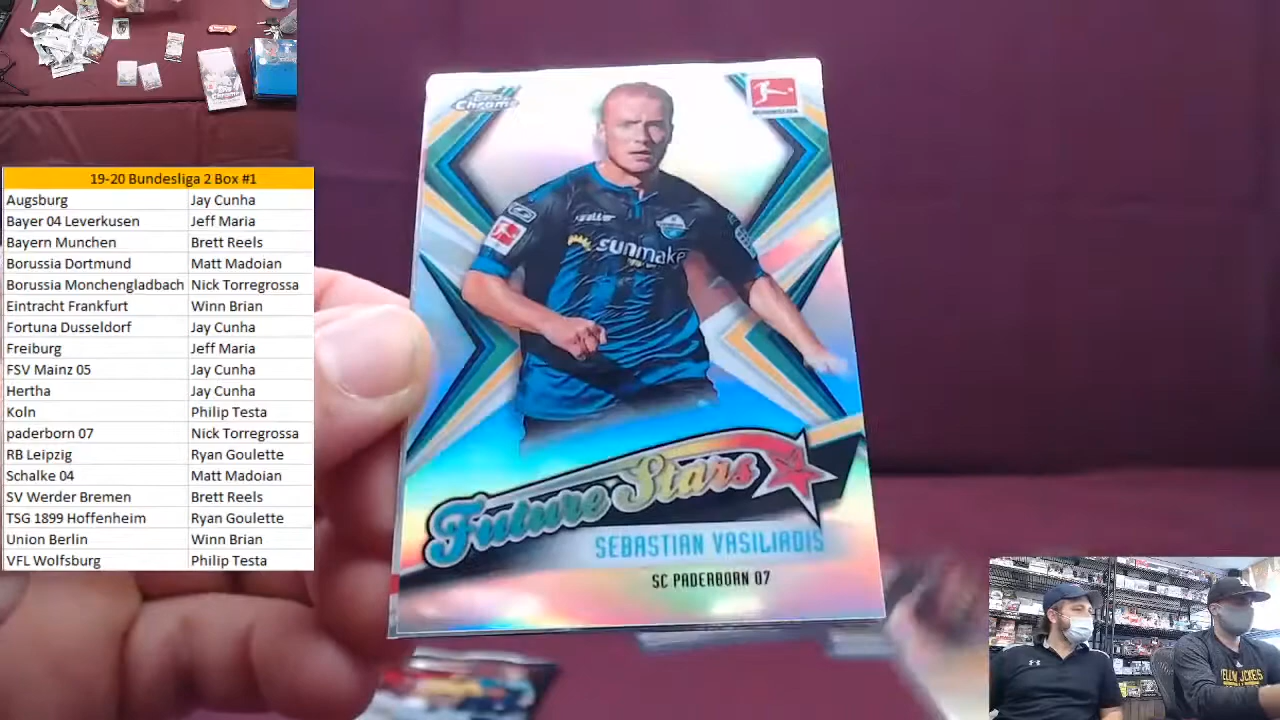 19-20 Bundesliga 2 Box #1
Augsburg Jay Cunha
Bayer 04 Leverkusen Jeff Maria
Bayern Munchen Brett Reels
Borussia Dortmund Matt Madoian
Borussia Monchengladbach Nick Torregrossa
Eintracht Frankfurt Winn Brian
Fortuna Dusseldorf Jay Cunha
Freiburg Jeff Maria
FSV Mainz 05 Jay Cunha
Hertha Jay Cunha
Koln Philip Testa
paderborn 07 Nick Torregrossa
RB Leipzig Ryan Goulette
Schalke 04 Matt Madoian
SV Werder Bremen Brett Reels
TSG 1899 Hoffenheim Ryan Goulette
Union Berlin Winn Brian
VFL Wolfsburg Philip Testa
Topps
Chrome
BUNDESLIGA
saller
sunmake
Future Stars
SEBASTIAN VASILIADIS
SC PADERBORN 07